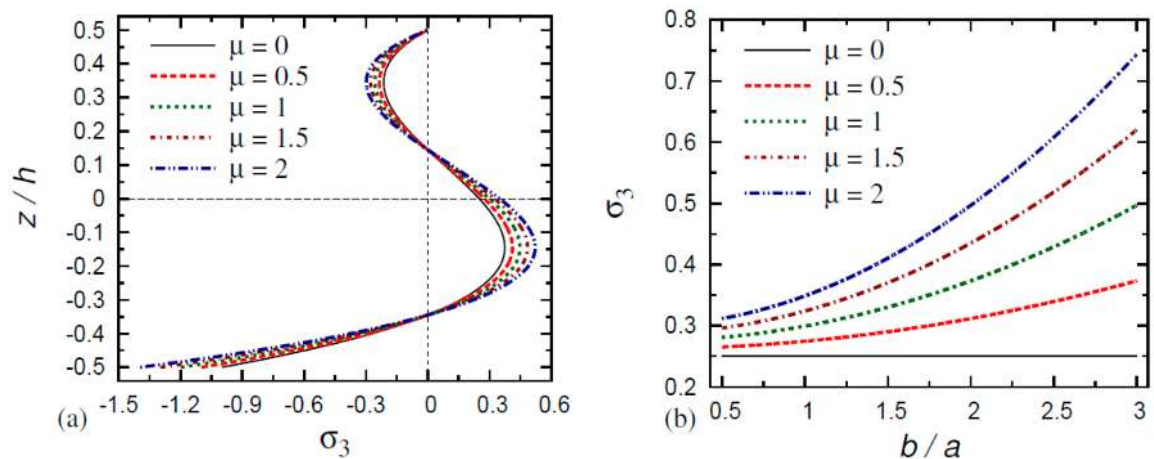 0.5
0.4
0.3
0.2
0.1
0
-0.1
-0.2
-0.3
-0.4
-0.5
z / h
μ = 0
μ = 0.5
μ = 1
μ = 1.5
μ = 2
-1.5 -1.2 -0.9 -0.6 -0.3 0 0.3 0.6
(a)
σ3
0.8
0.7
0.6
0.5
0.4
0.3
0.2
σ3
μ = 0
μ = 0.5
μ = 1
μ = 1.5
μ = 2
0.5 1 1.5 2 2.5 3
(b)
b / a